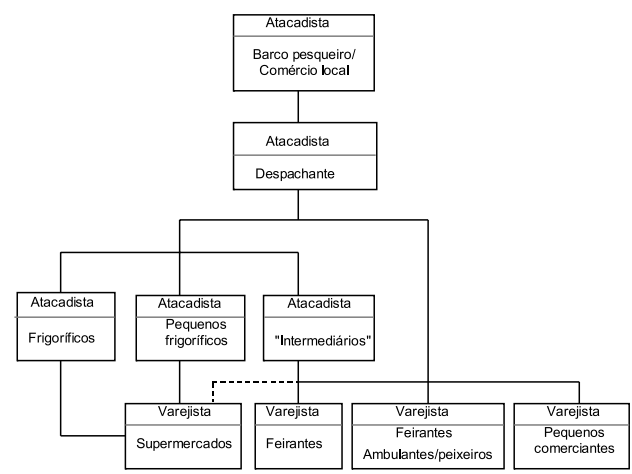 Atacadista
Barco pesqueiro/
Comércio local
Atacadista
Despachante
Atacadista
Frigoríficos
Atacadista
Pequenos
frigoríficos
Atacadista
"Intermediários"
Varejista
Supermercados
Varejista
Feirantes
Varejista
Feirantes
Ambulantes/peixeiros
Varejista
Pequenos
comerciantes